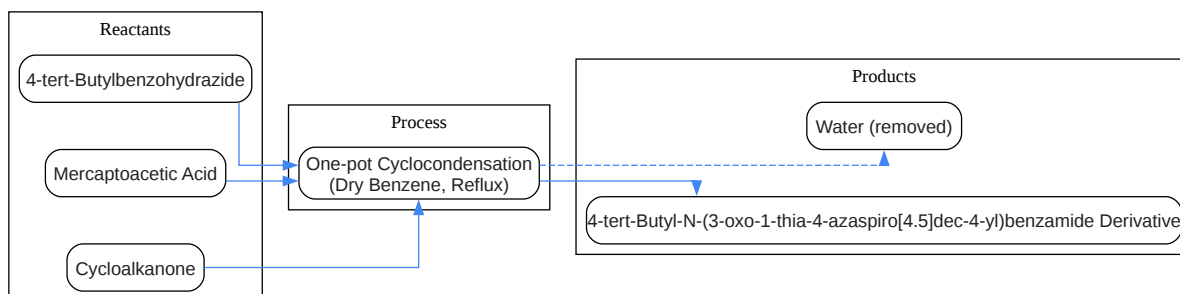 Reactants
4-tert-Butylbenzohydrazide
Mercaptoacetic Acid
Cycloalkanone
Process
One-pot Cyclocondensation
(Dry Benzene, Reflux)
Products
Water (removed)
4-tert-Butyl-N-(3-oxo-1-thia-4-azaspiro[4.5]dec-4-yl)benzamide Derivative